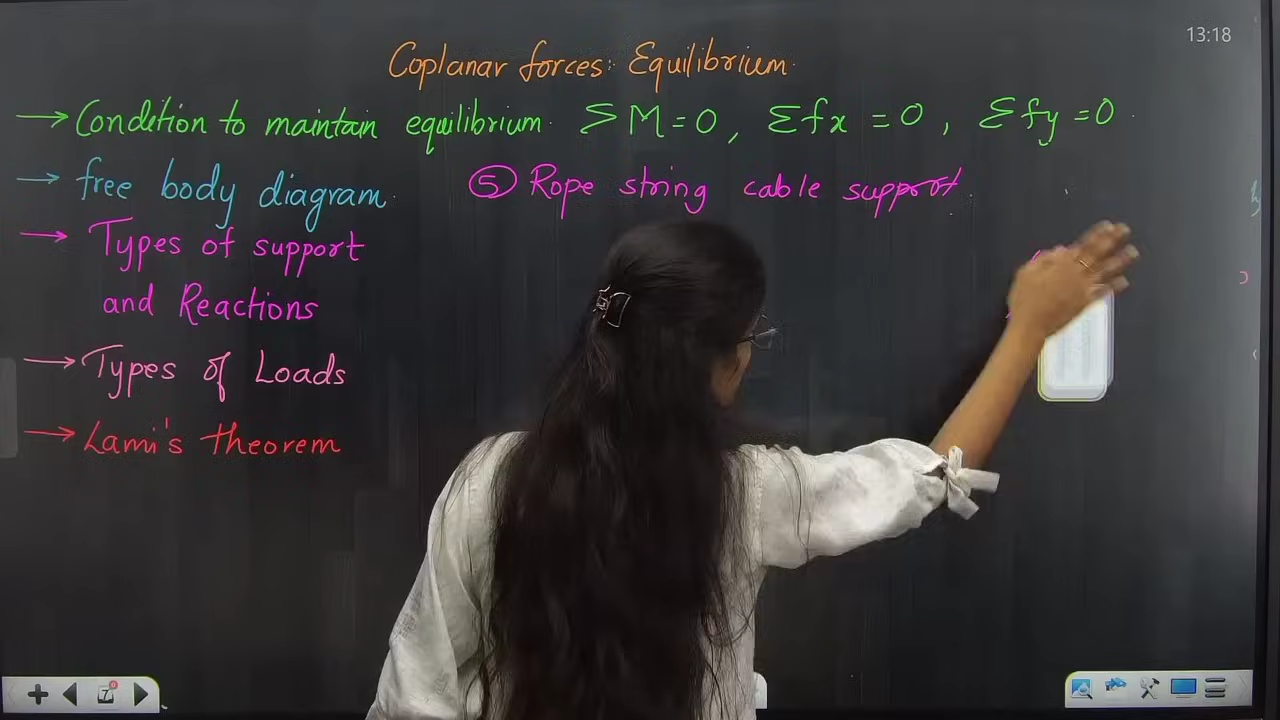 13:18
Coplanar forces: Equilibrium.
→ Condition to maintain equilibrium. ΣM=0, Σfx=0, Σfy=0.
→ free body diagram.
⑤ Rope string cable support.
→ Types of support
and Reactions
→ Types of Loads
→ Lami's theorem
7